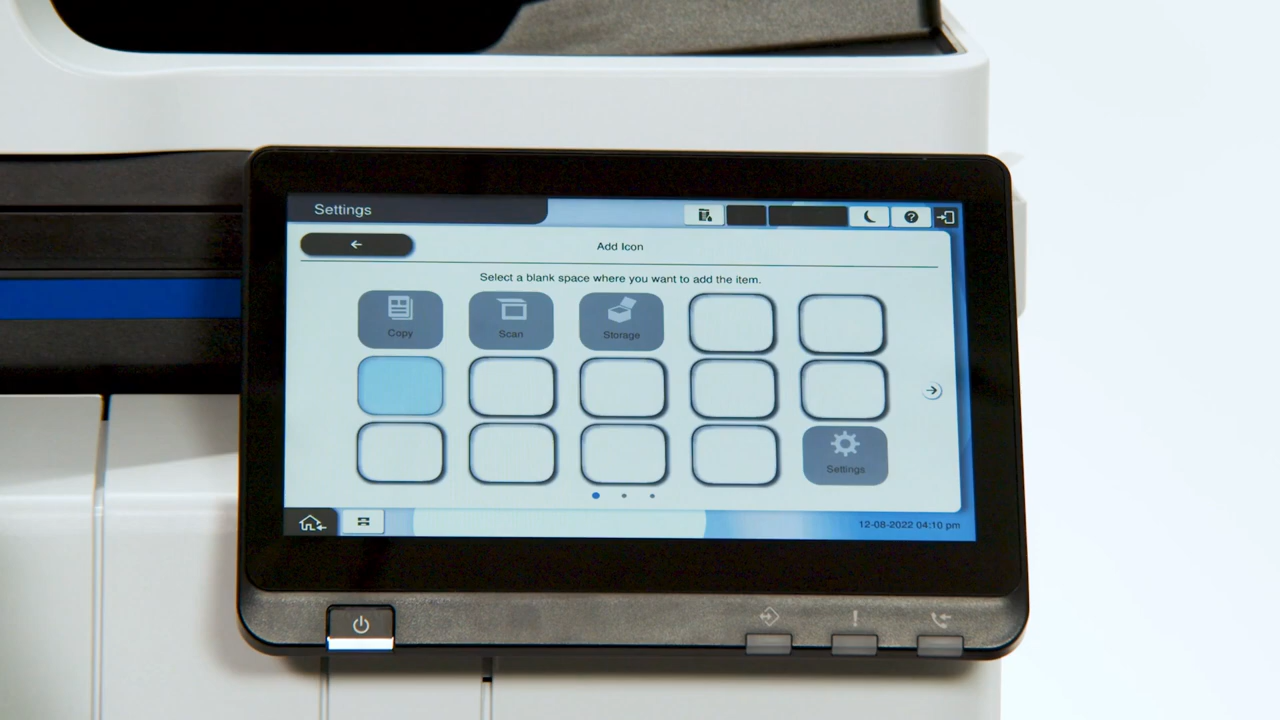 Settings
?
Add Icon
Select a blank space where you want to add the item.
Copy
Scan
Storage
Settings
12-08-2022 04:10 pm
!